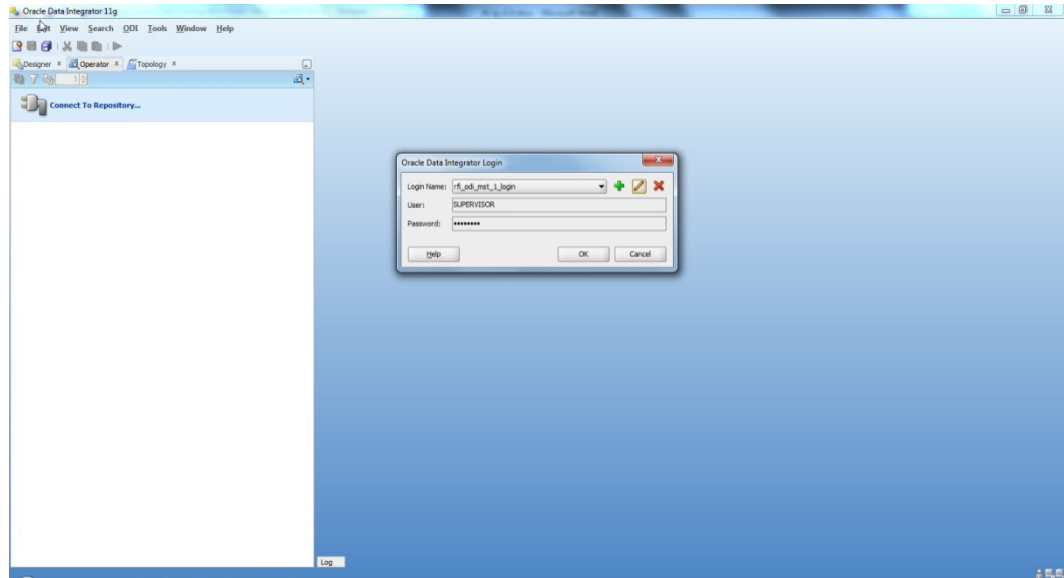 Oracle Data Integrator 11g
File Edit View Search ODI Tools Window Help
Designer x Operator x Topology x
Connect To Repository...
Oracle Data Integrator Login
Login Name: rfi_odi_mst_1_login
User: SUPERVISOR
Password: ••••••••
Help OK Cancel
Log